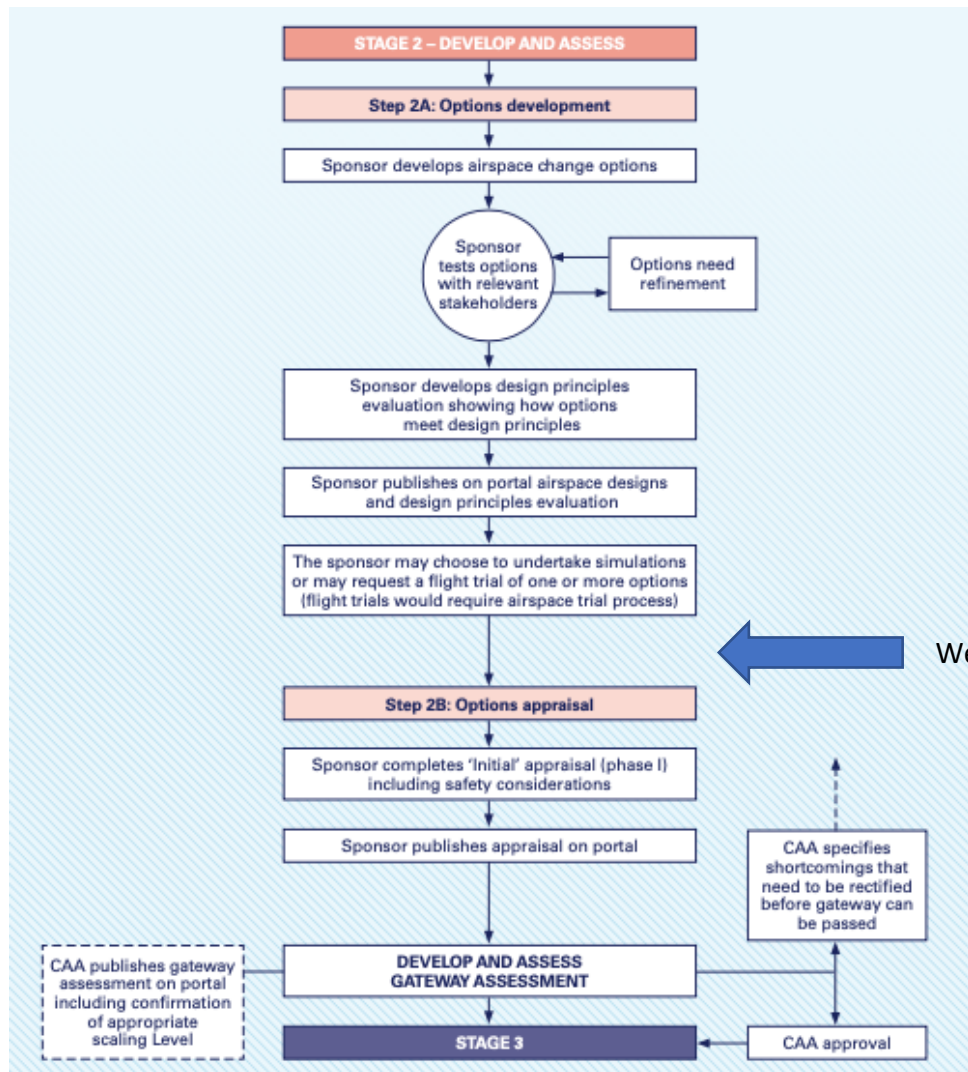 STAGE 2 – DEVELOP AND ASSESS
Step 2A: Options development
Sponsor develops airspace change options
Sponsor
tests options
with relevant
stakeholders
Options need
refinement
Sponsor develops design principles
evaluation showing how options
meet design principles
Sponsor publishes on portal airspace designs
and design principles evaluation
The sponsor may choose to undertake simulations
or may request a flight trial of one or more options
(flight trials would require airspace trial process)
We
Step 2B: Options appraisal
Sponsor completes ‘Initial’ appraisal (phase I)
including safety considerations
Sponsor publishes appraisal on portal
CAA specifies
shortcomings that
need to be rectified
before gateway can
be passed
CAA publishes gateway
assessment on portal
including confirmation
of appropriate
scaling Level
DEVELOP AND ASSESS
GATEWAY ASSESSMENT
STAGE 3
CAA approval